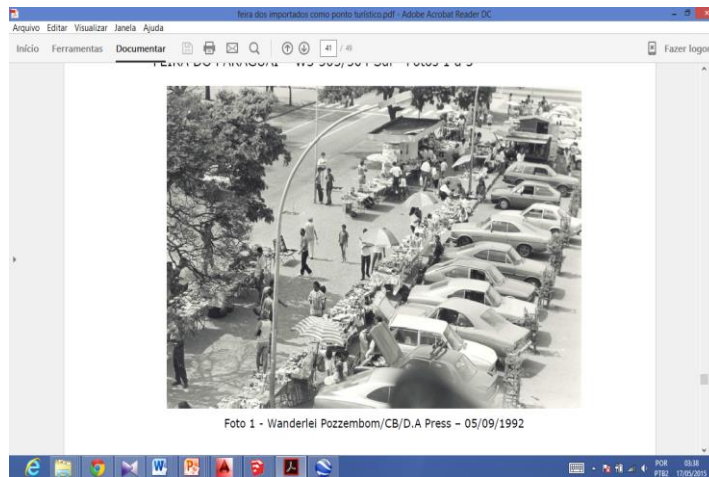 feira dos importados como ponto turístico.pdf - Adobe Acrobat Reader DC
Arquivo Editar Visualizar Janela Ajuda
Início Ferramentas Documentar
41 / 49
Fazer logon
Foto 1 - Wanderlei Pozzembom/CB/D.A Press – 05/09/1992
POR 03:38
PTB2 17/05/2015